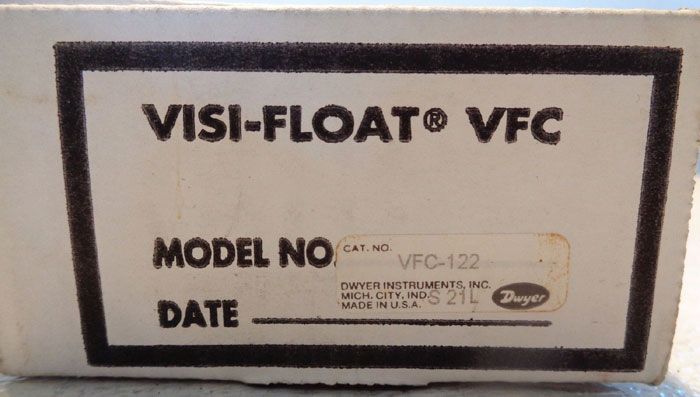 VISI-FLOAT® VFC
MODEL NO
CAT. NO.
VFC-122
DWYER INSTRUMENTS, INC.
MICH. CITY, IND. S 21L
MADE IN U.S.A.
Dwyer
DATE